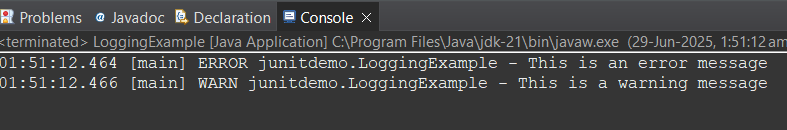 Problems @ Javadoc Declaration Console ×
<terminated> LoggingExample [Java Application] C:\Program Files\Java\jdk-21\bin\javaw.exe (29-Jun-2025, 1:51:12 am
01:51:12.464 [main] ERROR junitdemo.LoggingExample - This is an error message
01:51:12.466 [main] WARN junitdemo.LoggingExample - This is a warning message